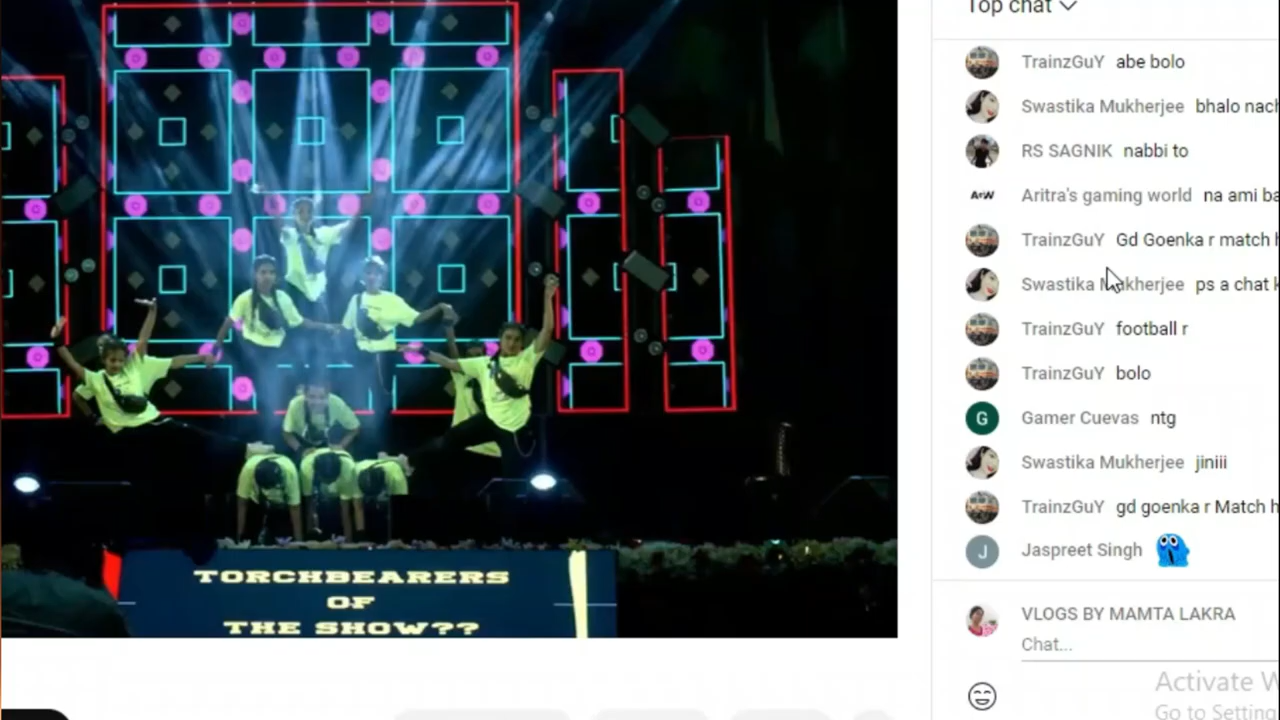 Top chat
TrainzGuY abe bolo
Swastika Mukherjee bhalo nach
RS SAGNIK nabbi to
Aritra's gaming world na ami ba
TrainzGuY Gd Goenka r match h
Swastika Mukherjee ps a chat k
TrainzGuY football r
TrainzGuY bolo
G Gamer Cuevas ntg
Swastika Mukherjee jiniii
TrainzGuY gd goenka r Match h
J Jaspreet Singh
VLOGS BY MAMTA LAKRA
Chat...
Activate W
Go to Setting
TORCHBEARERS
OF
THE SHOW??